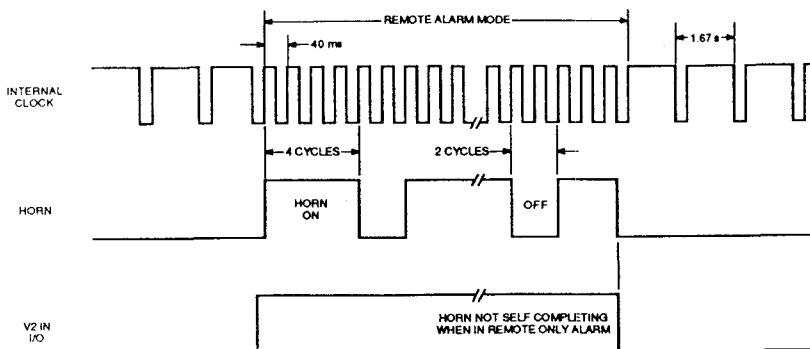 REMOTE ALARM MODE
40 ms
1.67 s
INTERNAL
CLOCK
4 CYCLES
2 CYCLES
HORN
HORN
ON
OFF
V2 IN
I/O
HORN NOT SELF COMPLETING
WHEN IN REMOTE ONLY ALARM